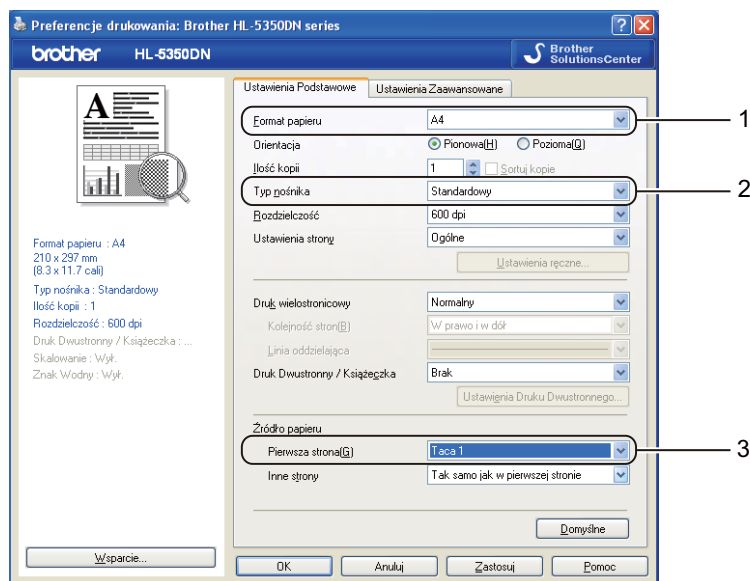 Preferencje drukowania: Brother HL-5350DN series
brother HL-5350DN
Brother
SolutionsCenter
Ustawienia Podstawowe Ustawienia Zaawansowane
Format papieru A4 1
Orientacja Pionowa(H) Pozioma(Q)
Ilość kopii 1 Sortuj kopie
Typ nośnika Standardowy 2
Rozdzielczość 600 dpi
Ustawienia strony Ogólne
Ustawienia ręczne...
Druk wielostronicowy Normalny
Kolejność stron(B) W prawo i w dół
Linia oddzielająca
Druk Dwustronny / Książeczka Brak
Ustawienia Druku Dwustronnego...
Źródło papieru
Pierwsza strona(G) Taca 1 3
Inne strony Tak samo jak w pierwszej stronie
Domyślne
A
Format papieru : A4
210 x 297 mm
(8.3 x 11.7 cali)
Typ nośnika : Standardowy
Ilość kopii : 1
Rozdzielczość : 600 dpi
Druk Dwustronny / Książeczka : ...
Skalowanie : Wył.
Znak Wodny : Wył.
Wsparcie...
OK Anuluj Zastosuj Pomoc